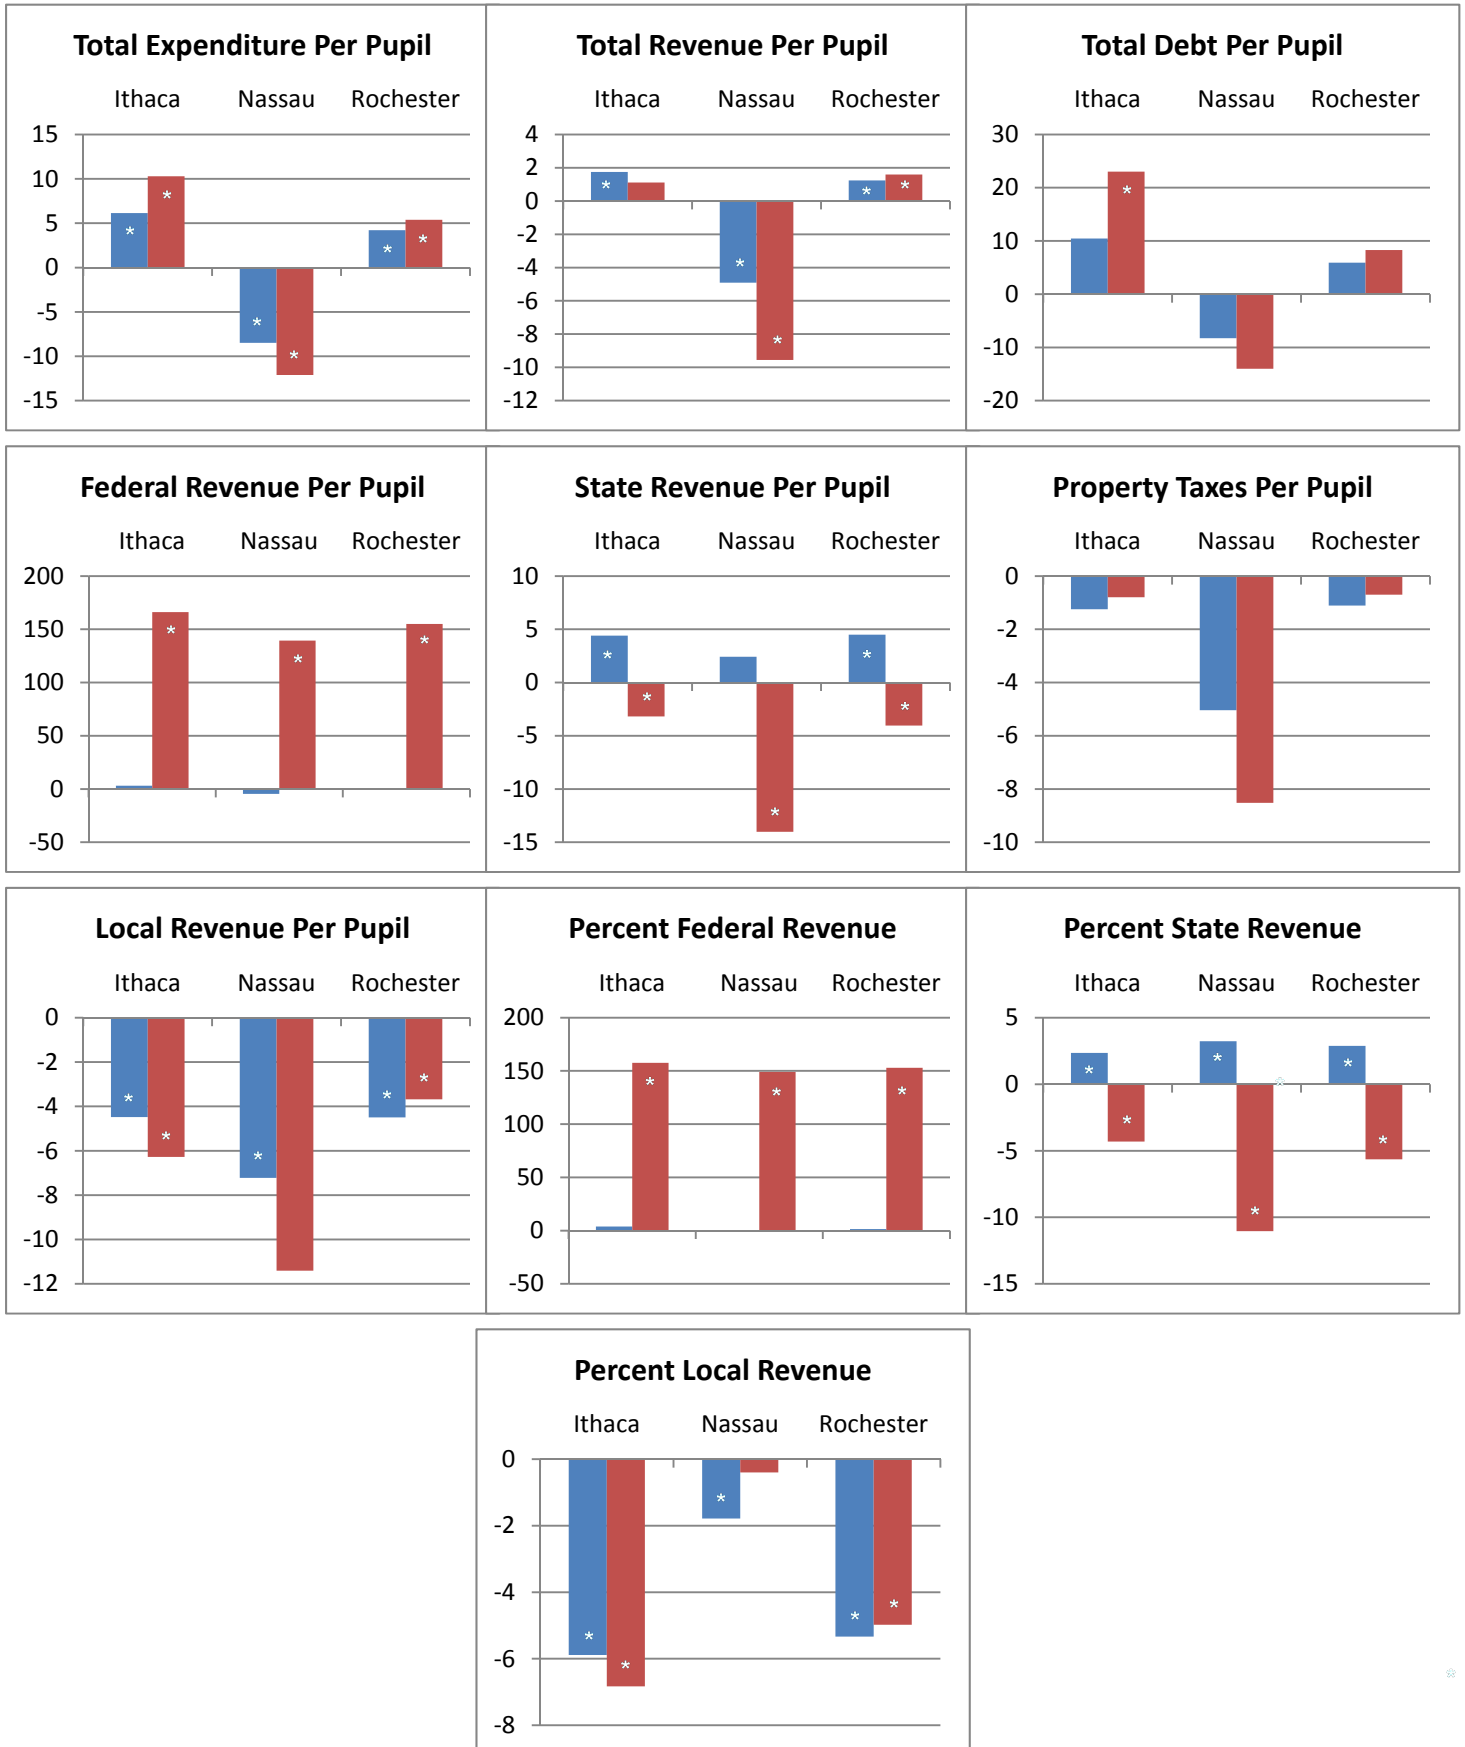 Total Expenditure Per Pupil
Ithaca Nassau Rochester
15
10
5
0
-5
-10
-15
* * * * * *
Total Revenue Per Pupil
Ithaca Nassau Rochester
4
2
0
-2
-4
-6
-8
-10
-12
* * * * *
Total Debt Per Pupil
Ithaca Nassau Rochester
30
20
10
0
-10
-20
*
Federal Revenue Per Pupil
Ithaca Nassau Rochester
200
150
100
50
0
-50
* * *
State Revenue Per Pupil
Ithaca Nassau Rochester
10
5
0
-5
-10
-15
* * * * *
Property Taxes Per Pupil
Ithaca Nassau Rochester
0
-2
-4
-6
-8
-10
Local Revenue Per Pupil
Ithaca Nassau Rochester
0
-2
-4
-6
-8
-10
-12
* * * * *
Percent Federal Revenue
Ithaca Nassau Rochester
200
150
100
50
0
-50
* * *
Percent State Revenue
Ithaca Nassau Rochester
5
0
-5
-10
-15
* * * * * *
Percent Local Revenue
Ithaca Nassau Rochester
0
-2
-4
-6
-8
* * * * *